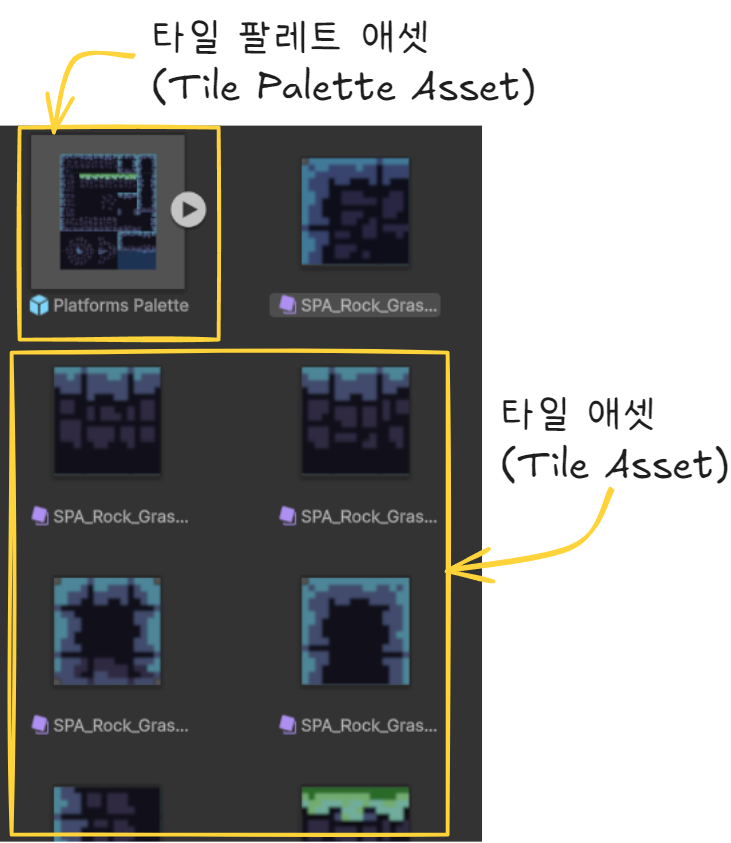 타일 팔레트 애셋
(Tile Palette Asset)
Platforms Palette
SPA_Rock_Gras...
타일 애셋
(Tile Asset)
SPA_Rock_Gras...
SPA_Rock_Gras...
SPA_Rock_Gras...
SPA_Rock_Gras...